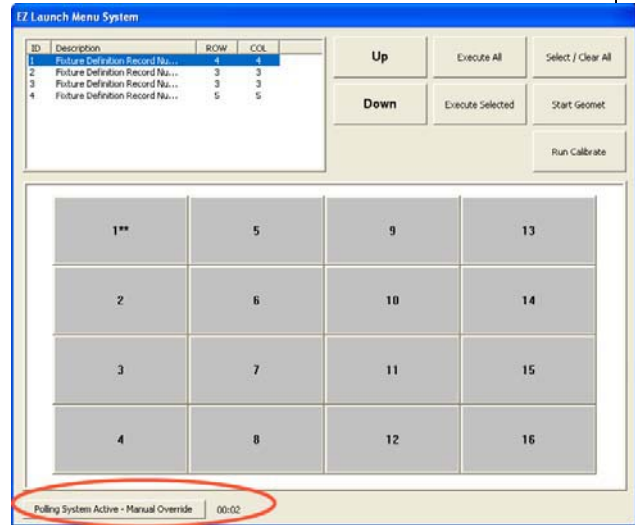 EZ Launch Menu System
ID Description ROW COL
1 Fixture Definition Record Nu... 4 4
2 Fixture Definition Record Nu... 3 3
3 Fixture Definition Record Nu... 3 3
4 Fixture Definition Record Nu... 5 5
Up Execute All Select / Clear All
Down Execute Selected Start Geomet
Run Calibrate
1** 5 9 13
2 6 10 14
3 7 11 15
4 8 12 16
Polling System Active - Manual Override 00:02